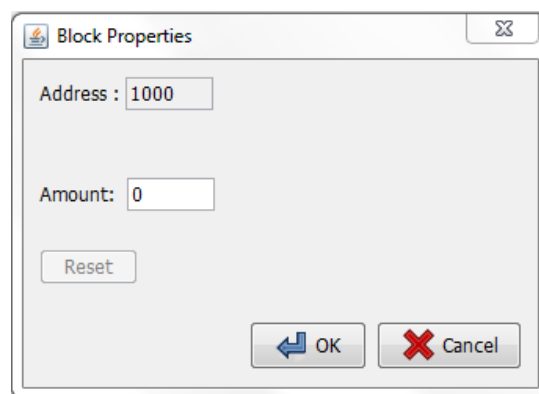 Block Properties
Address : 1000
Amount: 0
Reset
OK Cancel